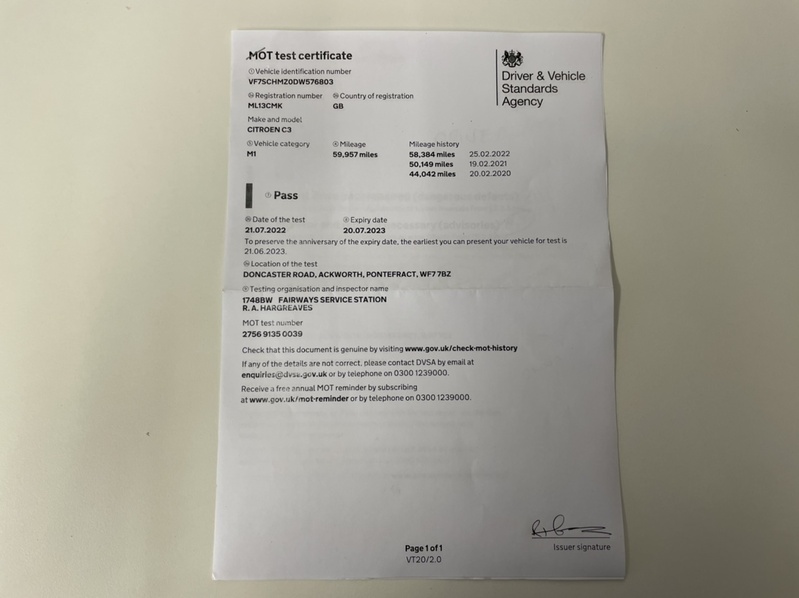 MOT test certificate
Driver & Vehicle
Standards
Agency
Vehicle identification number
VF7SCHMZ0DW576803
Registration number Country of registration
ML13CMK GB
Make and model
CITROEN C3
Vehicle category Mileage Mileage history
M1 59,957 miles 58,384 miles 25.02.2022
50,149 miles 19.02.2021
44,042 miles 20.02.2020
Pass
Date of the test Expiry date
21.07.2022 20.07.2023
To preserve the anniversary of the expiry date, the earliest you can present your vehicle for test is
21.06.2023.
Location of the test
DONCASTER ROAD, ACKWORTH, PONTEFRACT, WF7 7BZ
Testing organisation and inspector name
1748BW FAIRWAYS SERVICE STATION
R. A. HARGREAVES
MOT test number
2756 9135 0039
Check that this document is genuine by visiting www.gov.uk/check-mot-history
If any of the details are not correct, please contact DVSA by email at
enquiries@dvsa.gov.uk or by telephone on 0300 1239000.
Receive a free annual MOT reminder by subscribing
at www.gov.uk/mot-reminder or by telephone on 0300 1239000.
Issuer signature
Page 1 of 1
VT20/2.0